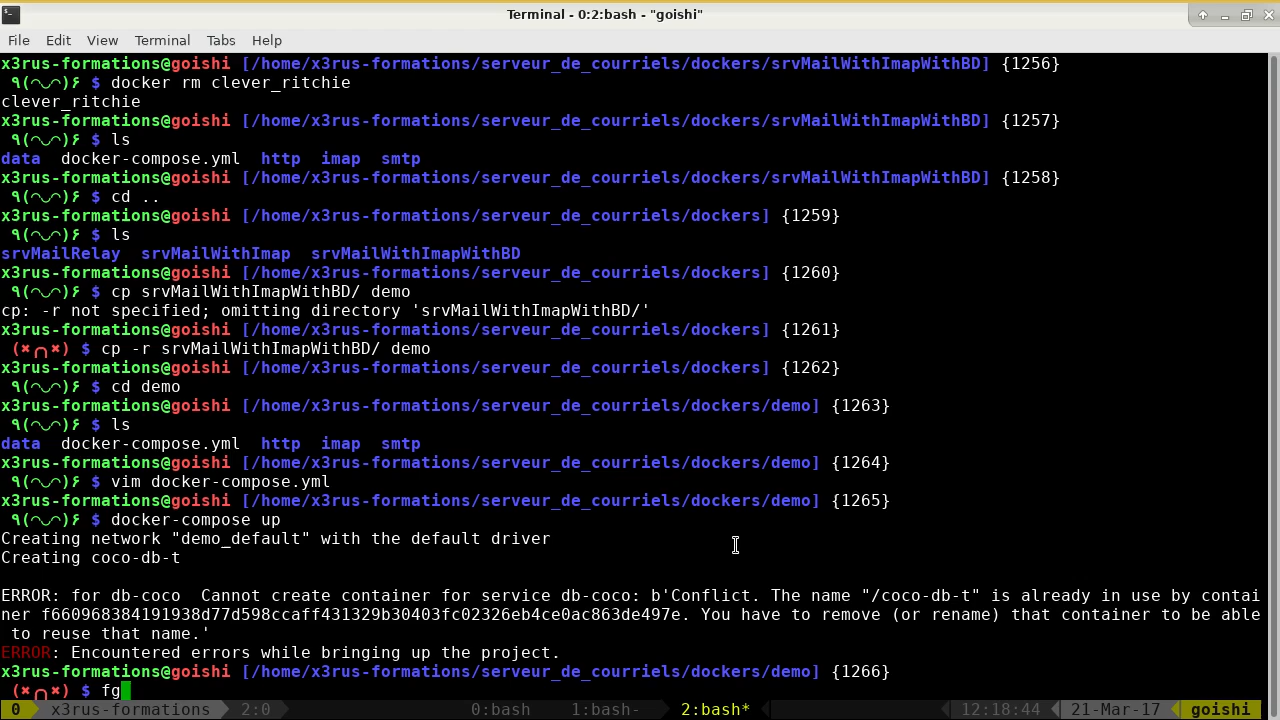 Terminal - 0:2:bash - "goishi"
File Edit View Terminal Tabs Help
x3rus-formations@goishi [/home/x3rus-formations/serveur_de_courriels/dockers/srvMailWithImapWithBD] {1256}
٩(◠◡◠)۶ $ docker rm clever_ritchie
clever_ritchie
x3rus-formations@goishi [/home/x3rus-formations/serveur_de_courriels/dockers/srvMailWithImapWithBD] {1257}
٩(◠◡◠)۶ $ ls
data docker-compose.yml http imap smtp
x3rus-formations@goishi [/home/x3rus-formations/serveur_de_courriels/dockers/srvMailWithImapWithBD] {1258}
٩(◠◡◠)۶ $ cd ..
x3rus-formations@goishi [/home/x3rus-formations/serveur_de_courriels/dockers] {1259}
٩(◠◡◠)۶ $ ls
srvMailRelay srvMailWithImap srvMailWithImapWithBD
x3rus-formations@goishi [/home/x3rus-formations/serveur_de_courriels/dockers] {1260}
٩(◠◡◠)۶ $ cp srvMailWithImapWithBD/ demo
cp: -r not specified; omitting directory 'srvMailWithImapWithBD/'
x3rus-formations@goishi [/home/x3rus-formations/serveur_de_courriels/dockers] {1261}
(✖╭╮✖) $ cp -r srvMailWithImapWithBD/ demo
x3rus-formations@goishi [/home/x3rus-formations/serveur_de_courriels/dockers] {1262}
٩(◠◡◠)۶ $ cd demo
x3rus-formations@goishi [/home/x3rus-formations/serveur_de_courriels/dockers/demo] {1263}
٩(◠◡◠)۶ $ ls
data docker-compose.yml http imap smtp
x3rus-formations@goishi [/home/x3rus-formations/serveur_de_courriels/dockers/demo] {1264}
٩(◠◡◠)۶ $ vim docker-compose.yml
x3rus-formations@goishi [/home/x3rus-formations/serveur_de_courriels/dockers/demo] {1265}
٩(◠◡◠)۶ $ docker-compose up
Creating network "demo_default" with the default driver
Creating coco-db-t
ERROR: for db-coco  Cannot create container for service db-coco: b'Conflict. The name "/coco-db-t" is already in use by contai
ner f660968384191938d77d598ccaff431329b30403fc02326eb4ce0ac863de497e. You have to remove (or rename) that container to be able
to reuse that name.'
ERROR: Encountered errors while bringing up the project.
x3rus-formations@goishi [/home/x3rus-formations/serveur_de_courriels/dockers/demo] {1266}
(✖╭╮✖) $ fg
0 x3rus-formations 2:0 0:bash 1:bash- 2:bash* 12:18:44 21-Mar-17 goishi